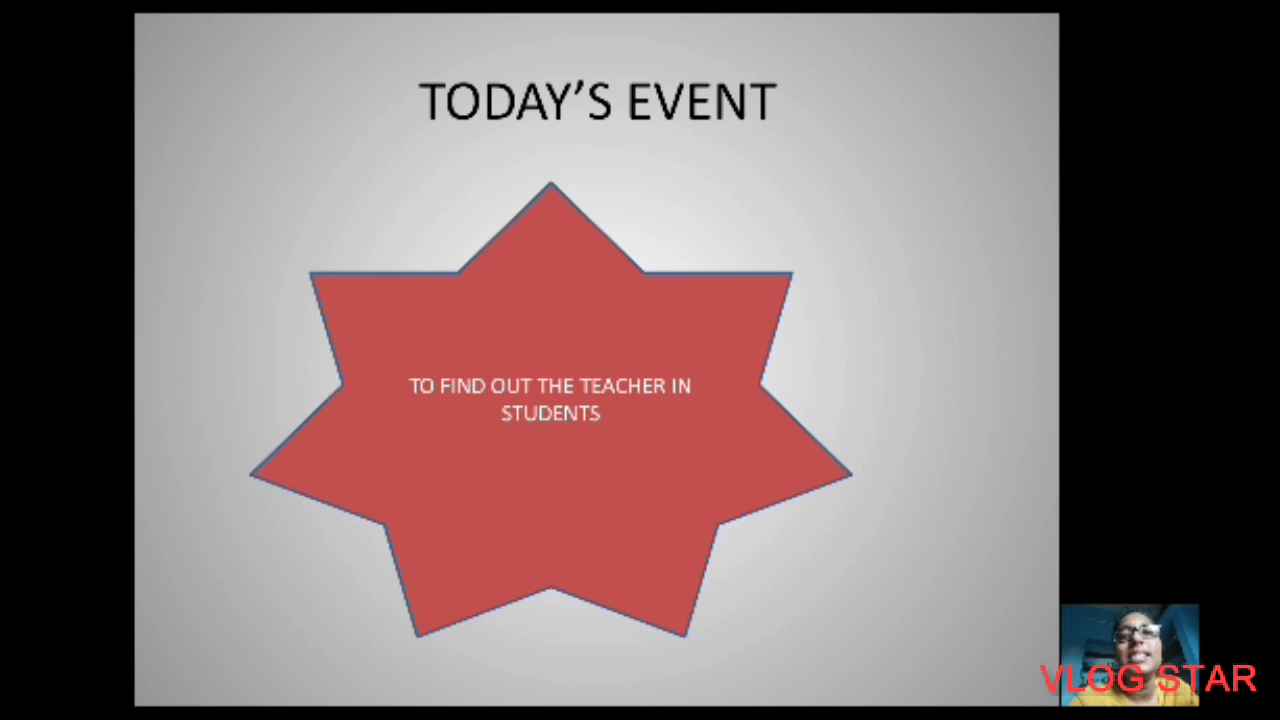 TODAY’S EVENT
TO FIND OUT THE TEACHER IN
STUDENTS
VLOG STAR